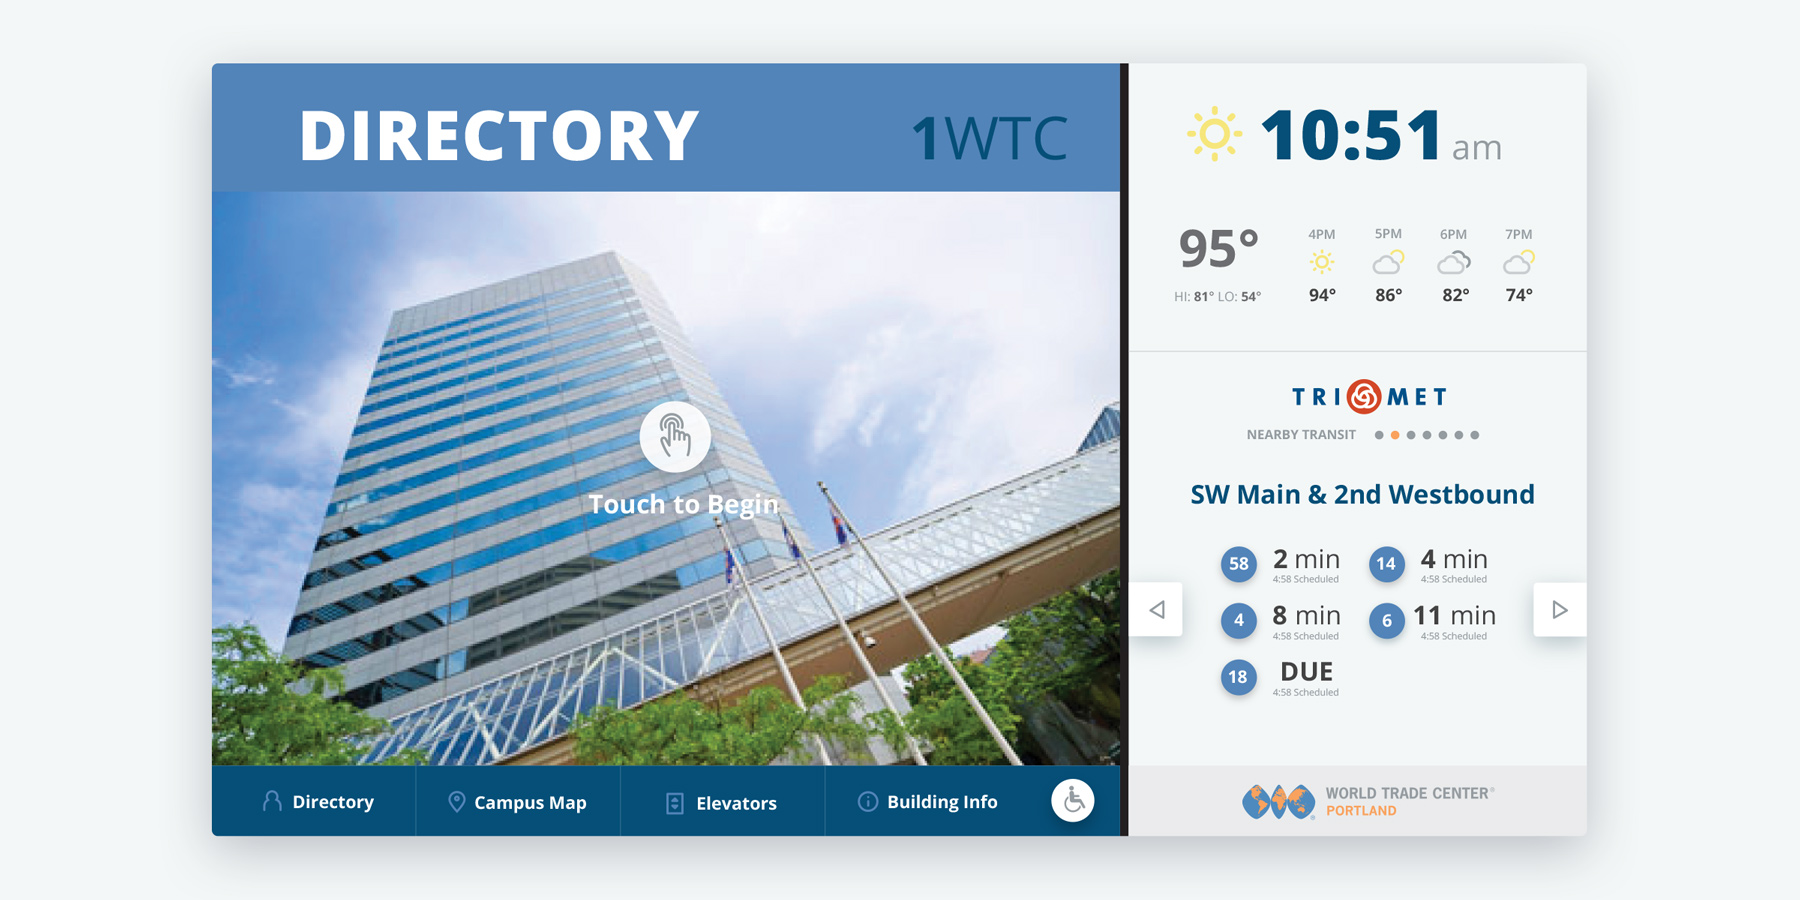 DIRECTORY
1WTC
Touch to Begin
Directory
Campus Map
Elevators
Building Info
10:51 am
95°
HI: 81° LO: 54°
4PM 5PM 6PM 7PM
94° 86° 82° 74°
TRI MET
NEARBY TRANSIT
SW Main & 2nd Westbound
58 2 min 14 4 min
4:58 Scheduled 4:58 Scheduled
4 8 min 6 11 min
4:58 Scheduled 4:58 Scheduled
18 DUE
4:58 Scheduled
WORLD TRADE CENTER®
PORTLAND